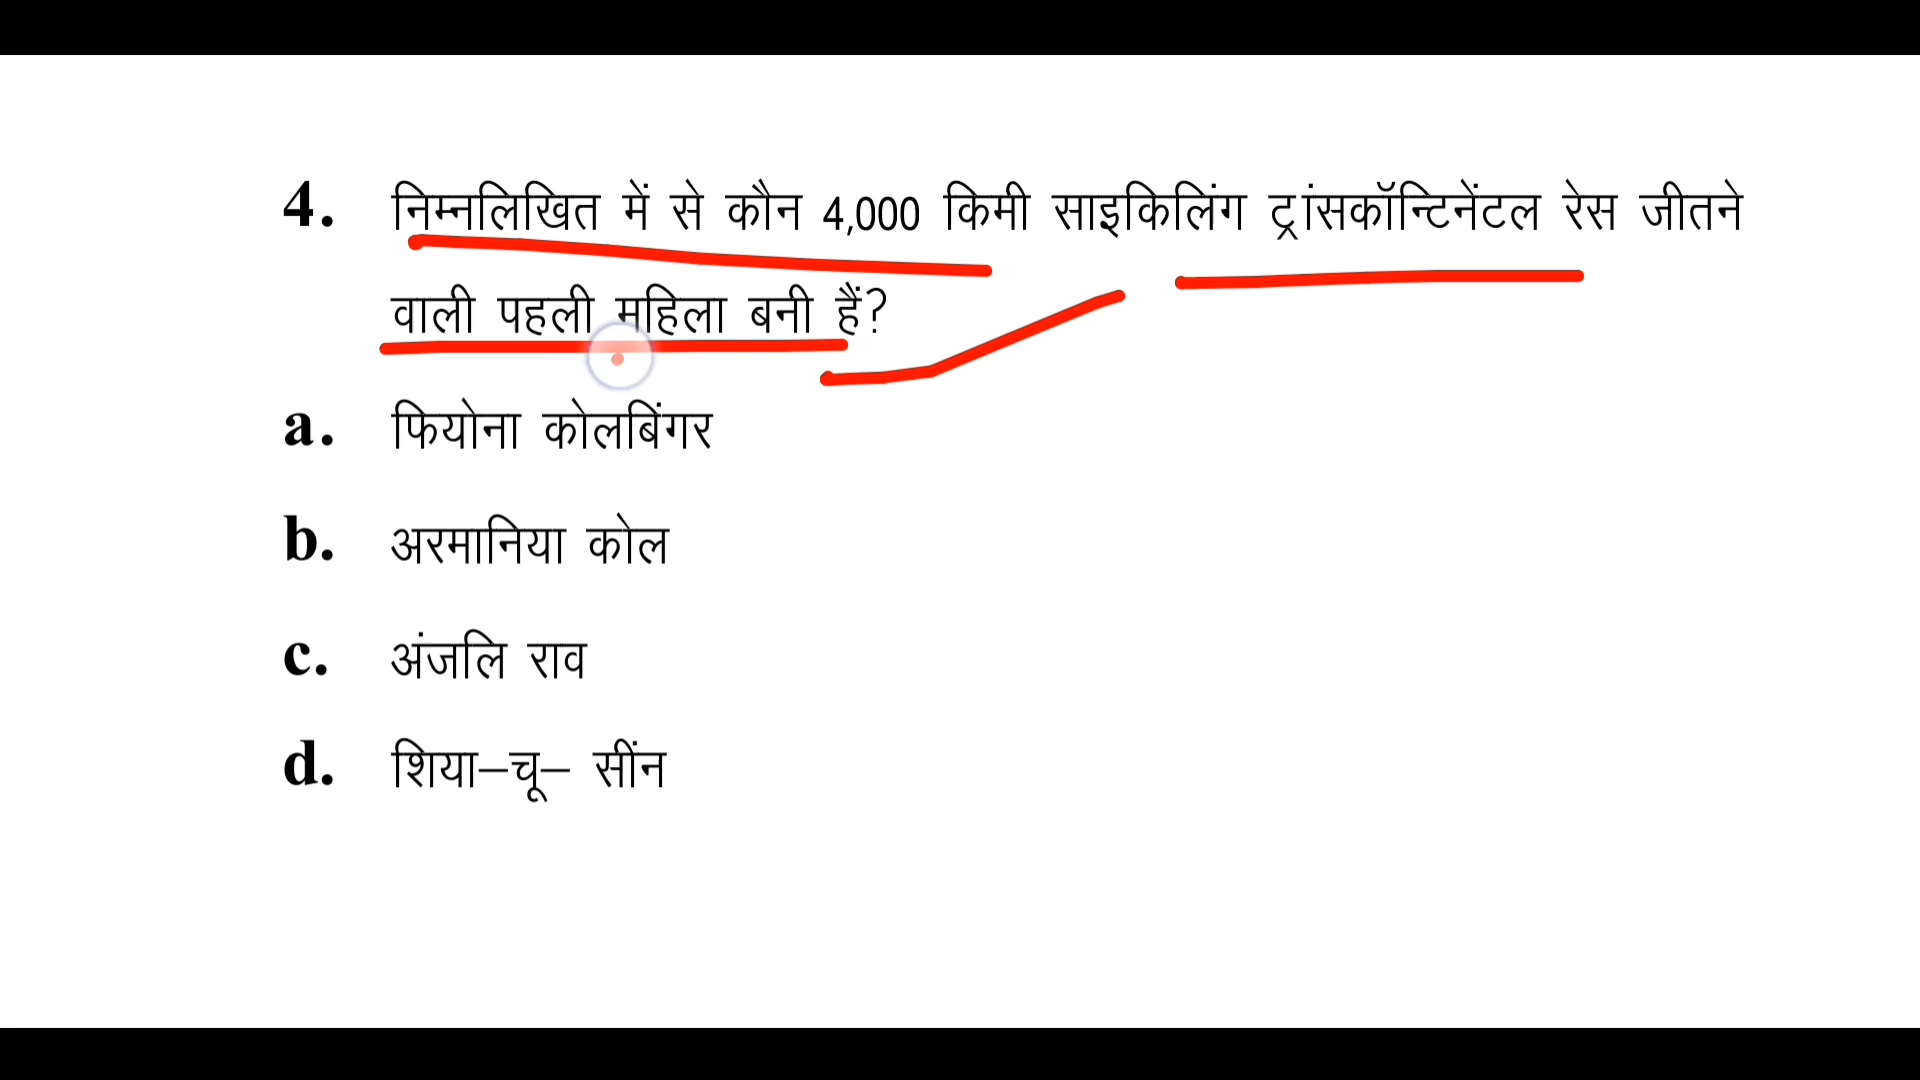 4. निम्नलिखित में से कौन 4,000 किमी साइकिलिंग ट्रांसकॉन्टिनेंटल रेस जीतने
वाली पहली महिला बनी हैं?
a. फियोना कोलबिंगर
b. अरमानिया कोल
c. अंजलि राव
d. शिया–चू– सींन